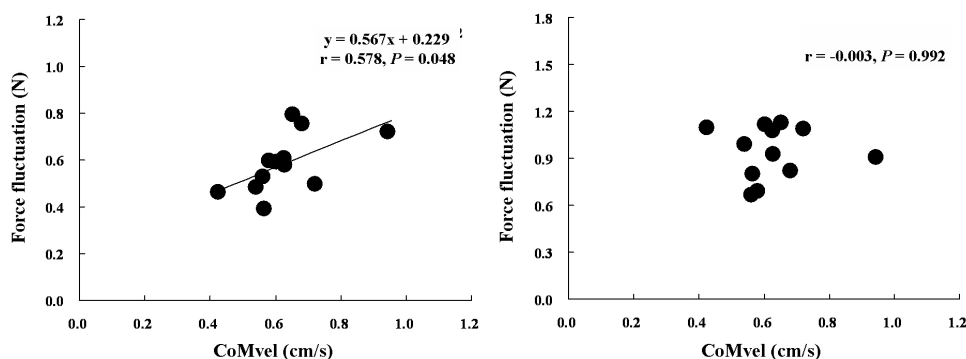 1.2
1.0
0.8
0.6
0.4
0.2
0.0
Force fluctuation (N)
y = 0.567x + 0.229
r = 0.578, P = 0.048
0.0 0.2 0.4 0.6 0.8 1.0 1.2
CoMvel (cm/s)
1.8
1.5
1.2
0.9
0.6
0.3
0.0
Force fluctuation (N)
r = -0.003, P = 0.992
0.0 0.2 0.4 0.6 0.8 1.0 1.2
CoMvel (cm/s)